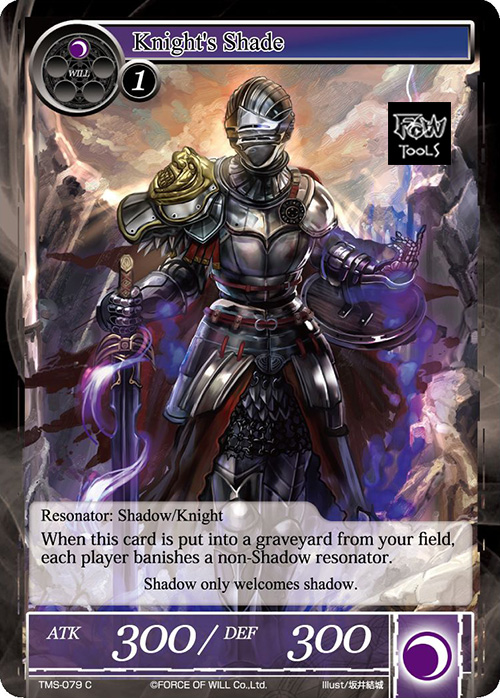 Knight's Shade
WILL
1
FOW
TOOLS
Resonator: Shadow/Knight
When this card is put into a graveyard from your field,
each player banishes a non-Shadow resonator.
Shadow only welcomes shadow.
ATK 300/ DEF 300
TMS-079 C ©FORCE OF WILL Co.,Ltd. Illust/坂井結城